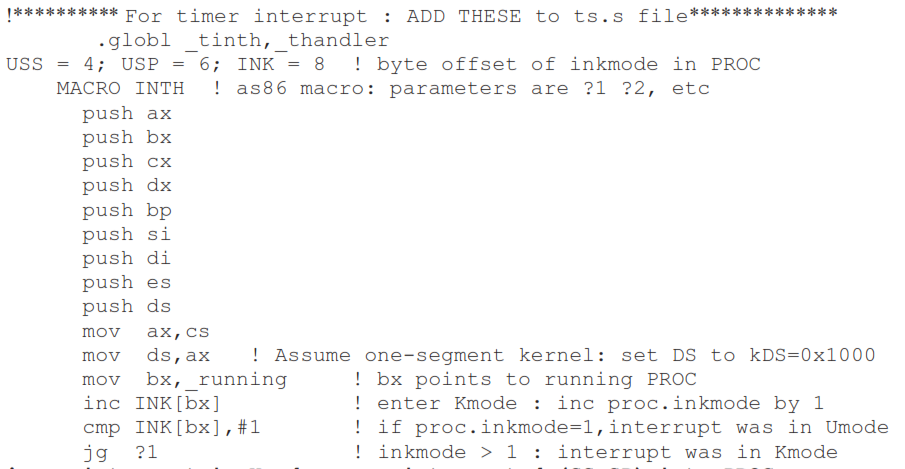 !********** For timer interrupt : ADD THESE to ts.s file**************
.globl _tinth,_thandler
USS = 4; USP = 6; INK = 8 ! byte offset of inkmode in PROC
MACRO INTH ! as86 macro: parameters are ?1 ?2, etc
push ax
push bx
push cx
push dx
push bp
push si
push di
push es
push ds
mov ax,cs
mov ds,ax ! Assume one-segment kernel: set DS to kDS=0x1000
mov bx,_running ! bx points to running PROC
inc INK[bx] ! enter Kmode : inc proc.inkmode by 1
cmp INK[bx],#1 ! if proc.inkmode=1,interrupt was in Umode
jg ?1 ! inkmode > 1 : interrupt was in Kmode